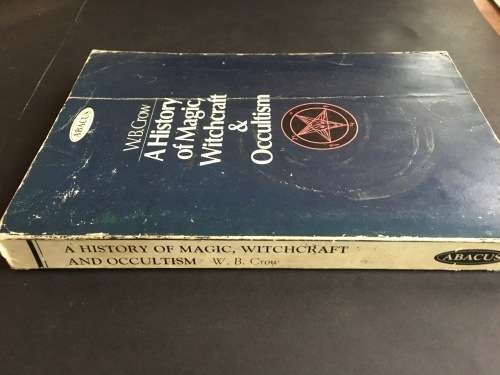 ABACUS
W.B.Crow
A History
of Magic,
Witchcraft
&
Occultism
A HISTORY OF MAGIC, WITCHCRAFT
AND OCCULTISM W. B. Crow
ABACUS